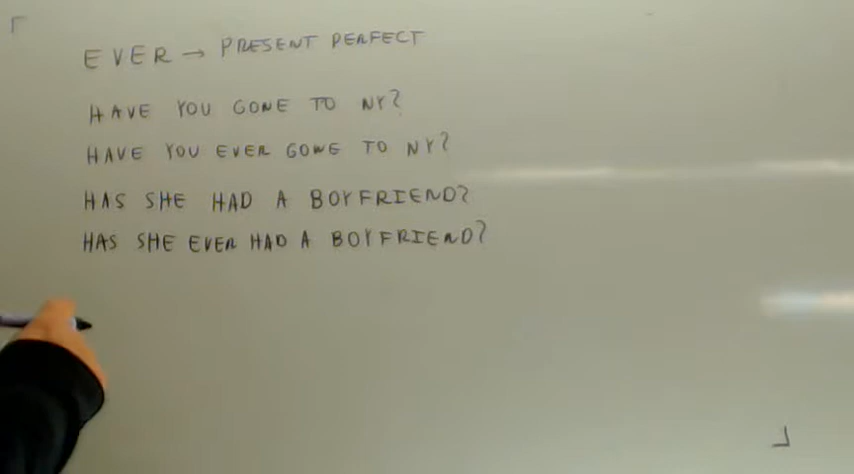 EVER → PRESENT PERFECT
HAVE YOU GONE TO NY?
HAVE YOU EVER GONE TO NY?
HAS SHE HAD A BOYFRIEND?
HAS SHE EVER HAD A BOYFRIEND?